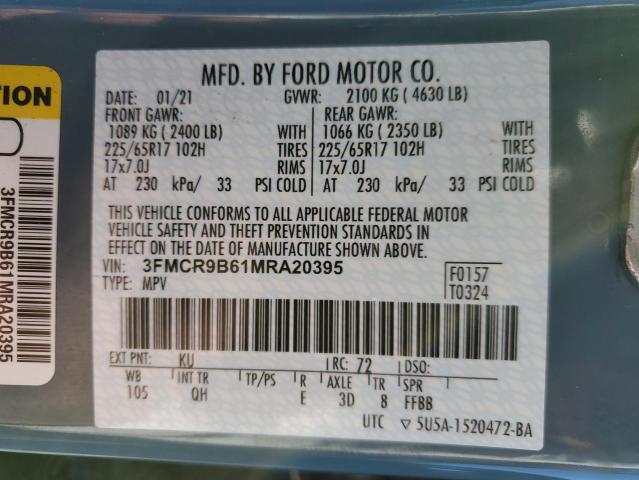 TION
3FMCR9B61MRA20395
MFD. BY FORD MOTOR CO.
DATE: 01/21 GVWR: 2100 KG ( 4630 LB)
FRONT GAWR: REAR GAWR:
1089 KG ( 2400 LB) WITH 1066 KG ( 2350 LB) WITH
225/65R17 102H TIRES 225/65R17 102H TIRES
17x7.0J RIMS 17x7.0J RIMS
AT 230 kPa/ 33 PSI COLD AT 230 kPa/ 33 PSI COLD
THIS VEHICLE CONFORMS TO ALL APPLICABLE FEDERAL MOTOR
VEHICLE SAFETY AND THEFT PREVENTION STANDARDS IN
EFFECT ON THE DATE OF MANUFACTURE SHOWN ABOVE.
VIN: 3FMCR9B61MRA20395 F0157
TYPE: MPV T0324
EXT PNT: KU RC: 72 DSO:
WB INT TR TP/PS R AXLE TR SPR
105 QH E 3D 8 FFBB
UTC ▽ 5U5A-1520472-BA